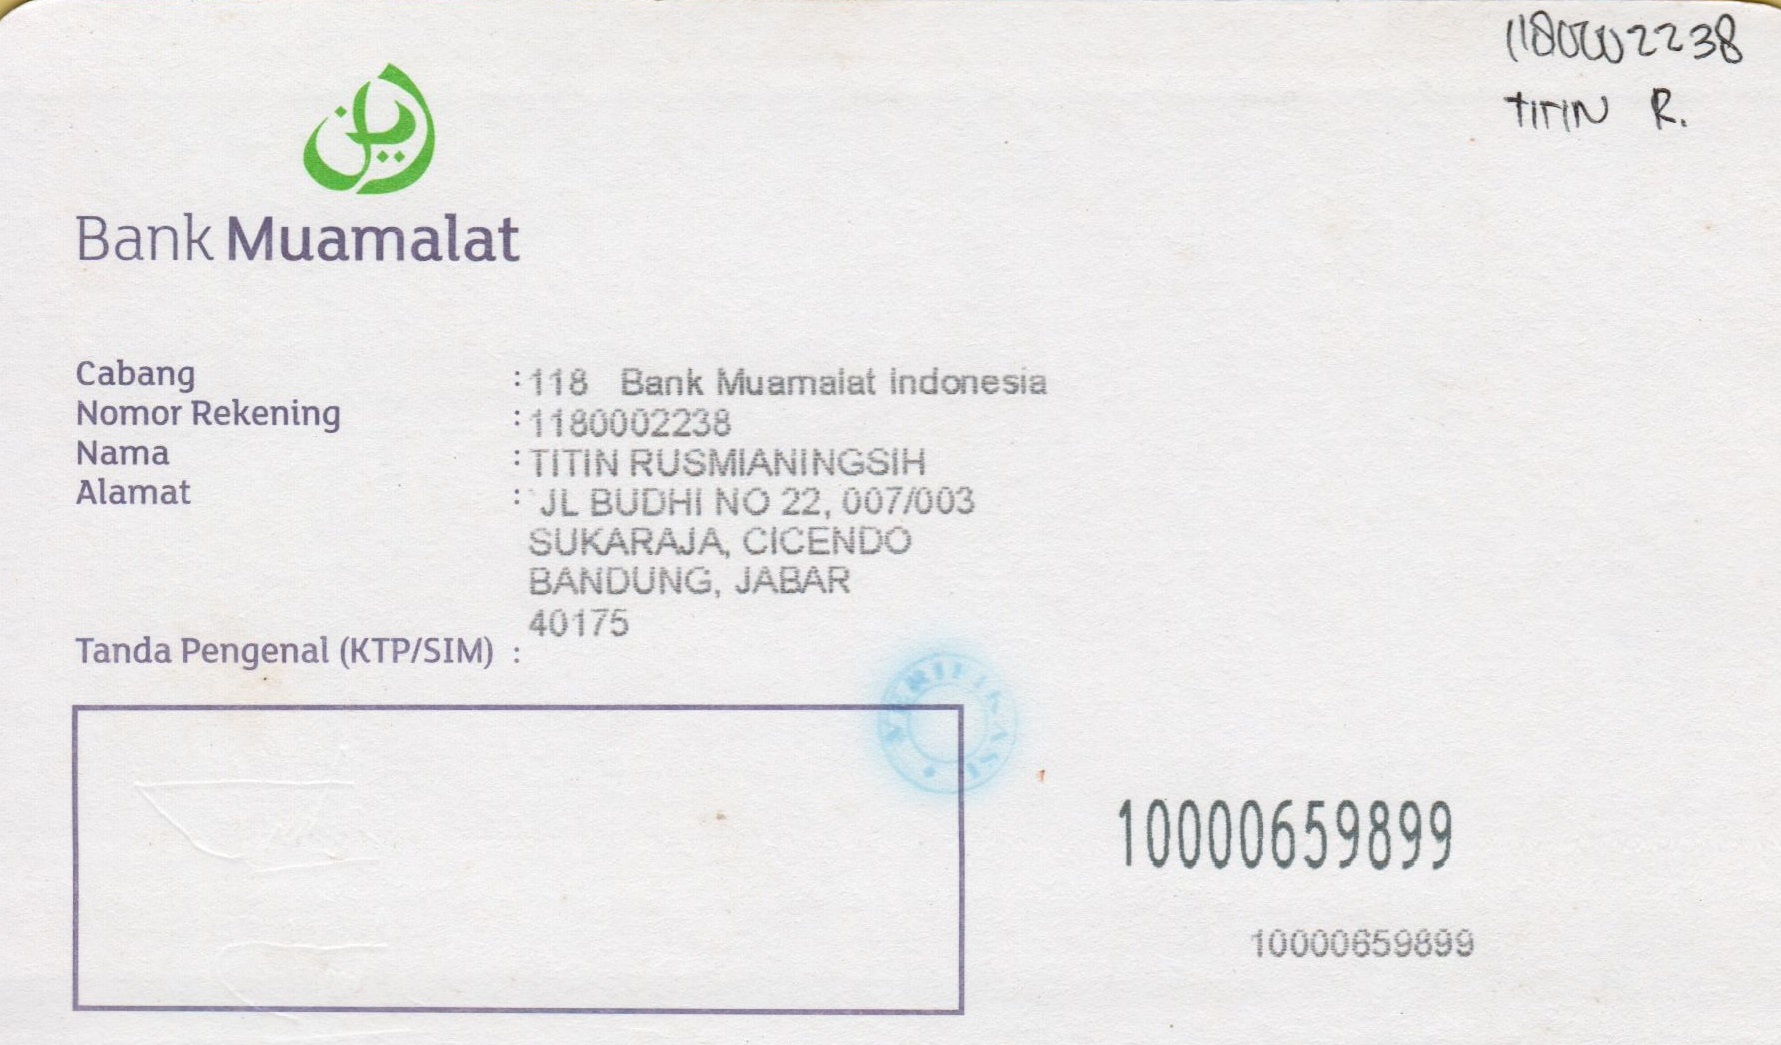 1180002238
TITIN R.
Bank Muamalat
Cabang : 118 Bank Muamalat Indonesia
Nomor Rekening : 1180002238
Nama : TITIN RUSMIANINGSIH
Alamat : JL BUDHI NO 22, 007/003
SUKARAJA, CICENDO
BANDUNG, JABAR
40175
Tanda Pengenal (KTP/SIM) :
VERIFIKASI
10000659899
10000659899